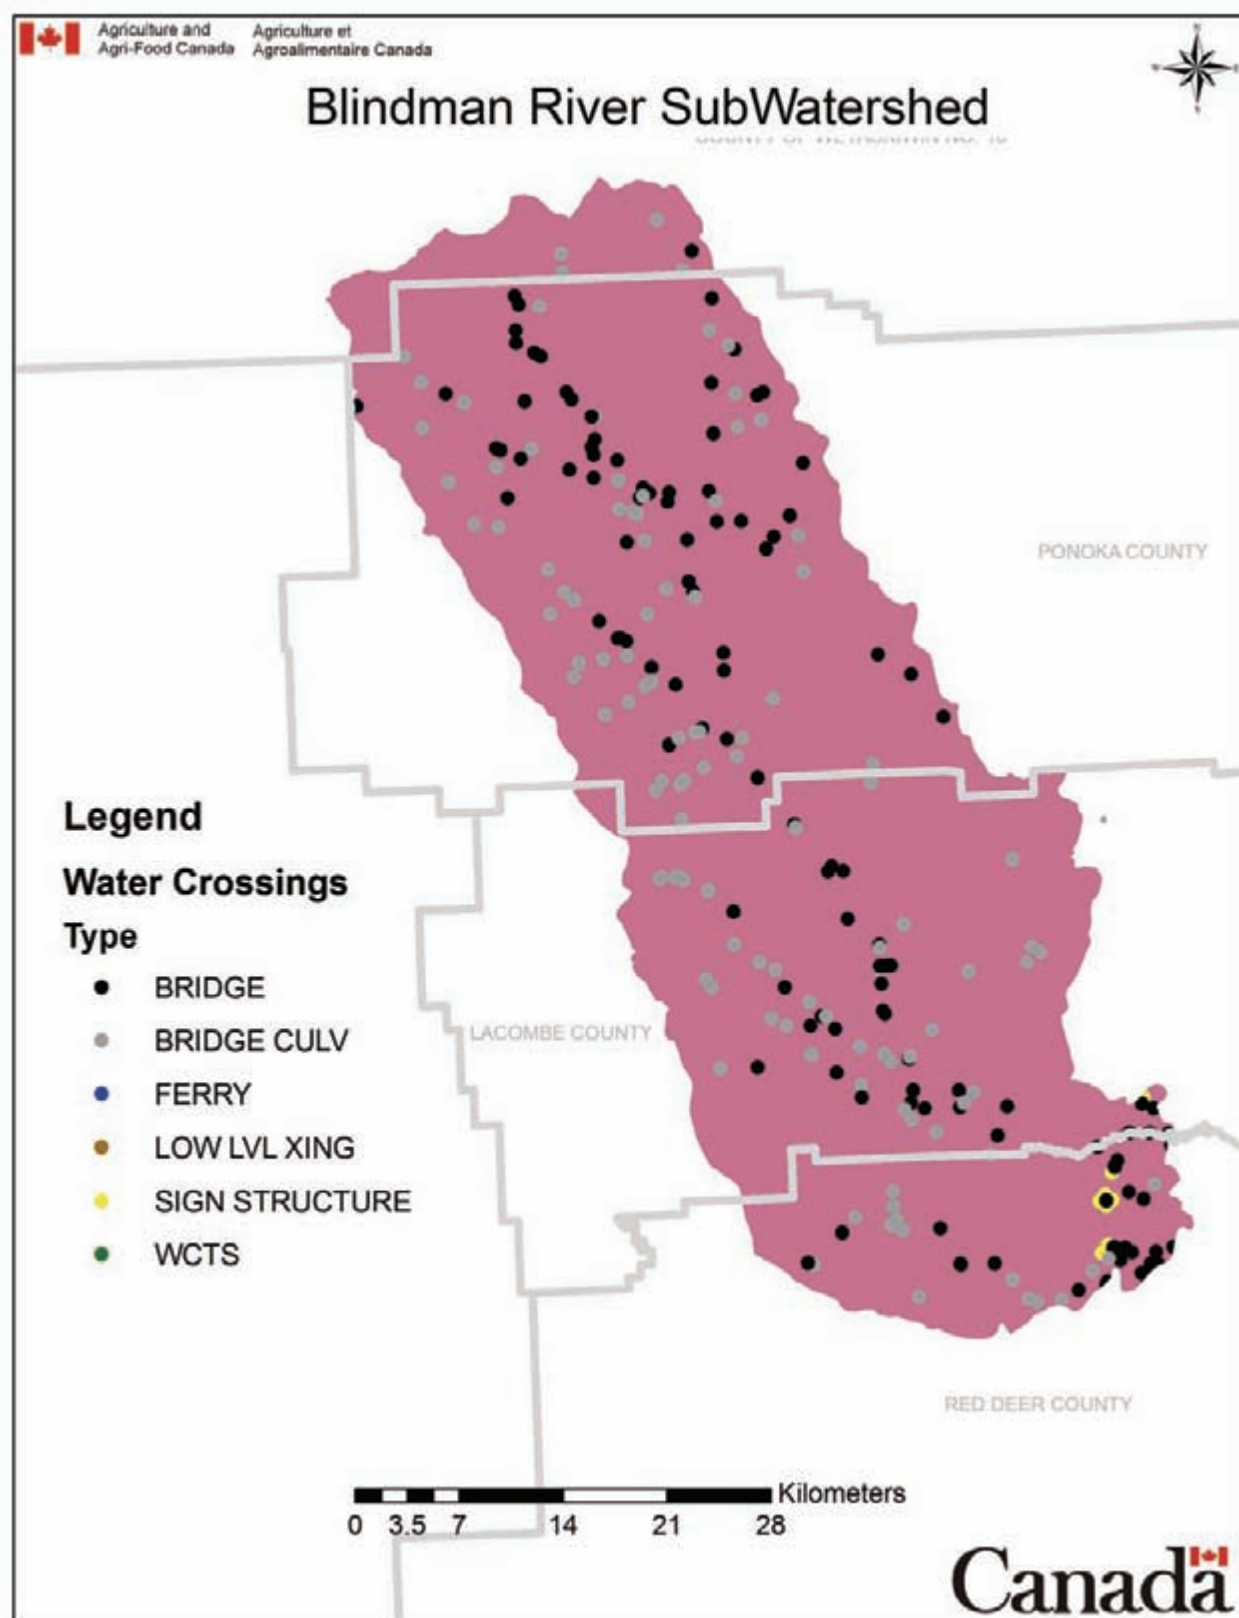 Agriculture and Agriculture et
Agri-Food Canada Agroalimentaire Canada
Blindman River SubWatershed
PONOKA COUNTY
Legend
Water Crossings
Type
BRIDGE
BRIDGE CULV
FERRY
LOW LVL XING
SIGN STRUCTURE
WCTS
LACOMBE COUNTY
RED DEER COUNTY
Kilometers
0 3.5 7 14 21 28
Canada